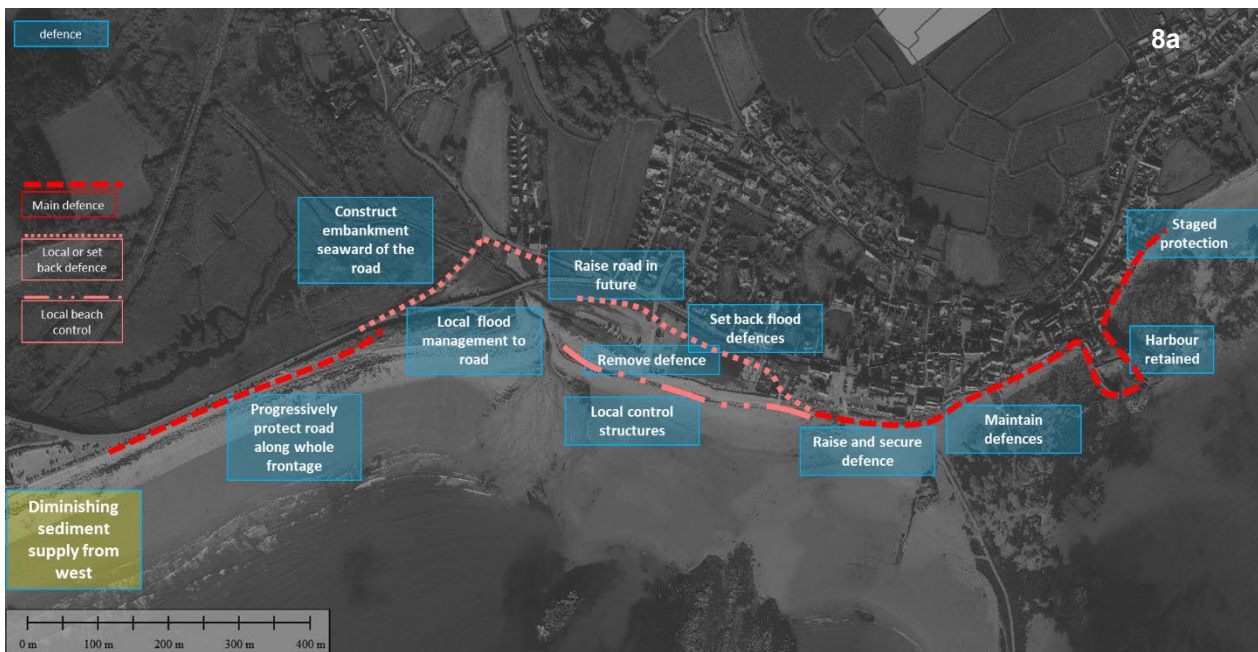 defence
8a
Main defence
Local or set
back defence
Local beach
control
Construct
embankment
seaward of the
road
Raise road in
future
Staged
protection
Local flood
management to
road
Set back flood
defences
Harbour
retained
Remove defence
Progressively
protect road
along whole
frontage
Local control
structures
Raise and secure
defence
Maintain
defences
Diminishing
sediment
supply from
west
0 m
100 m
200 m
300 m
400 m